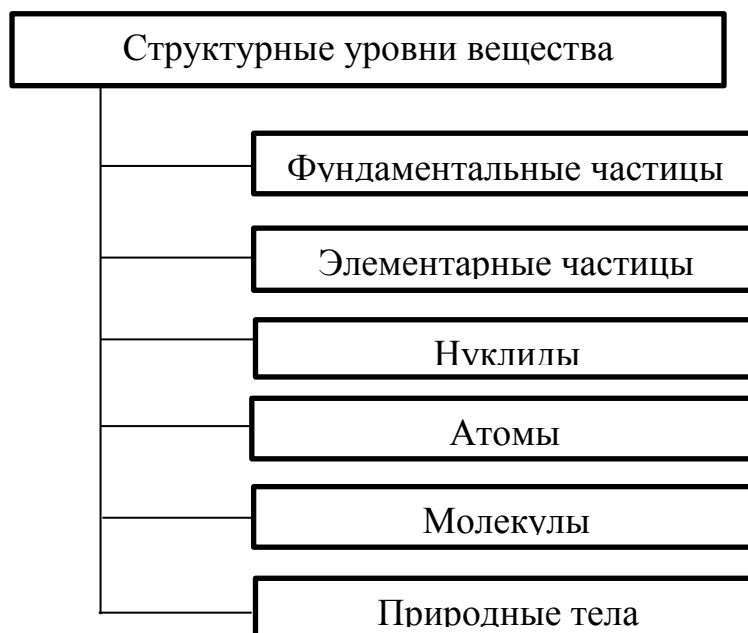 Структурные уровни вещества
Фундаментальные частицы
Элементарные частицы
Нуклиды
Атомы
Молекулы
Природные тела